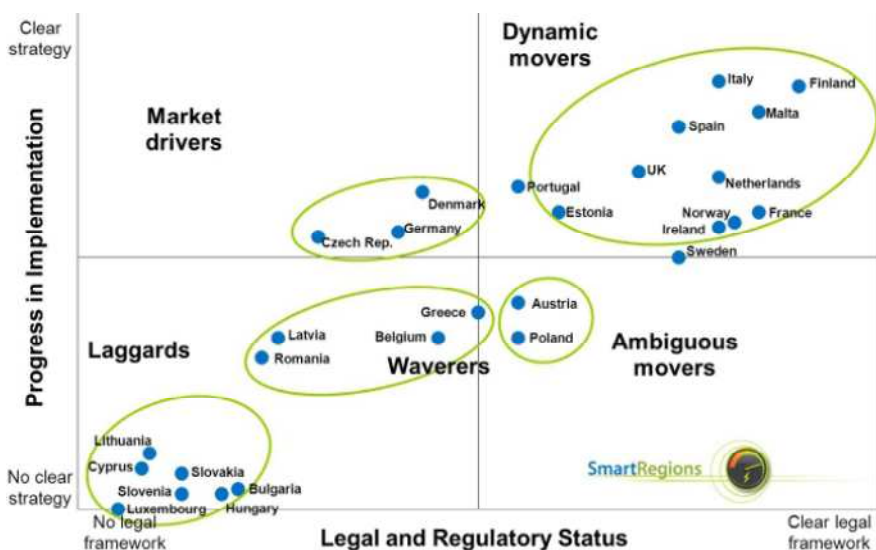 Clear
strategy
Dynamic
movers
Market
drivers
Italy
Finland
Malta
Spain
UK
Netherlands
Portugal
Denmark
Estonia
Norway
France
Germany
Ireland
Czech Rep.
Sweden
Progress in Implementation
Greece
Austria
Latvia
Belgium
Poland
Laggards
Romania
Waverers
Ambiguous
movers
Lithuania
Cyprus
Slovakia
No clear
strategy
SmartRegions
Slovenia
Bulgaria
Luxembourg
Hungary
No legal
framework
Legal and Regulatory Status
Clear legal
framework